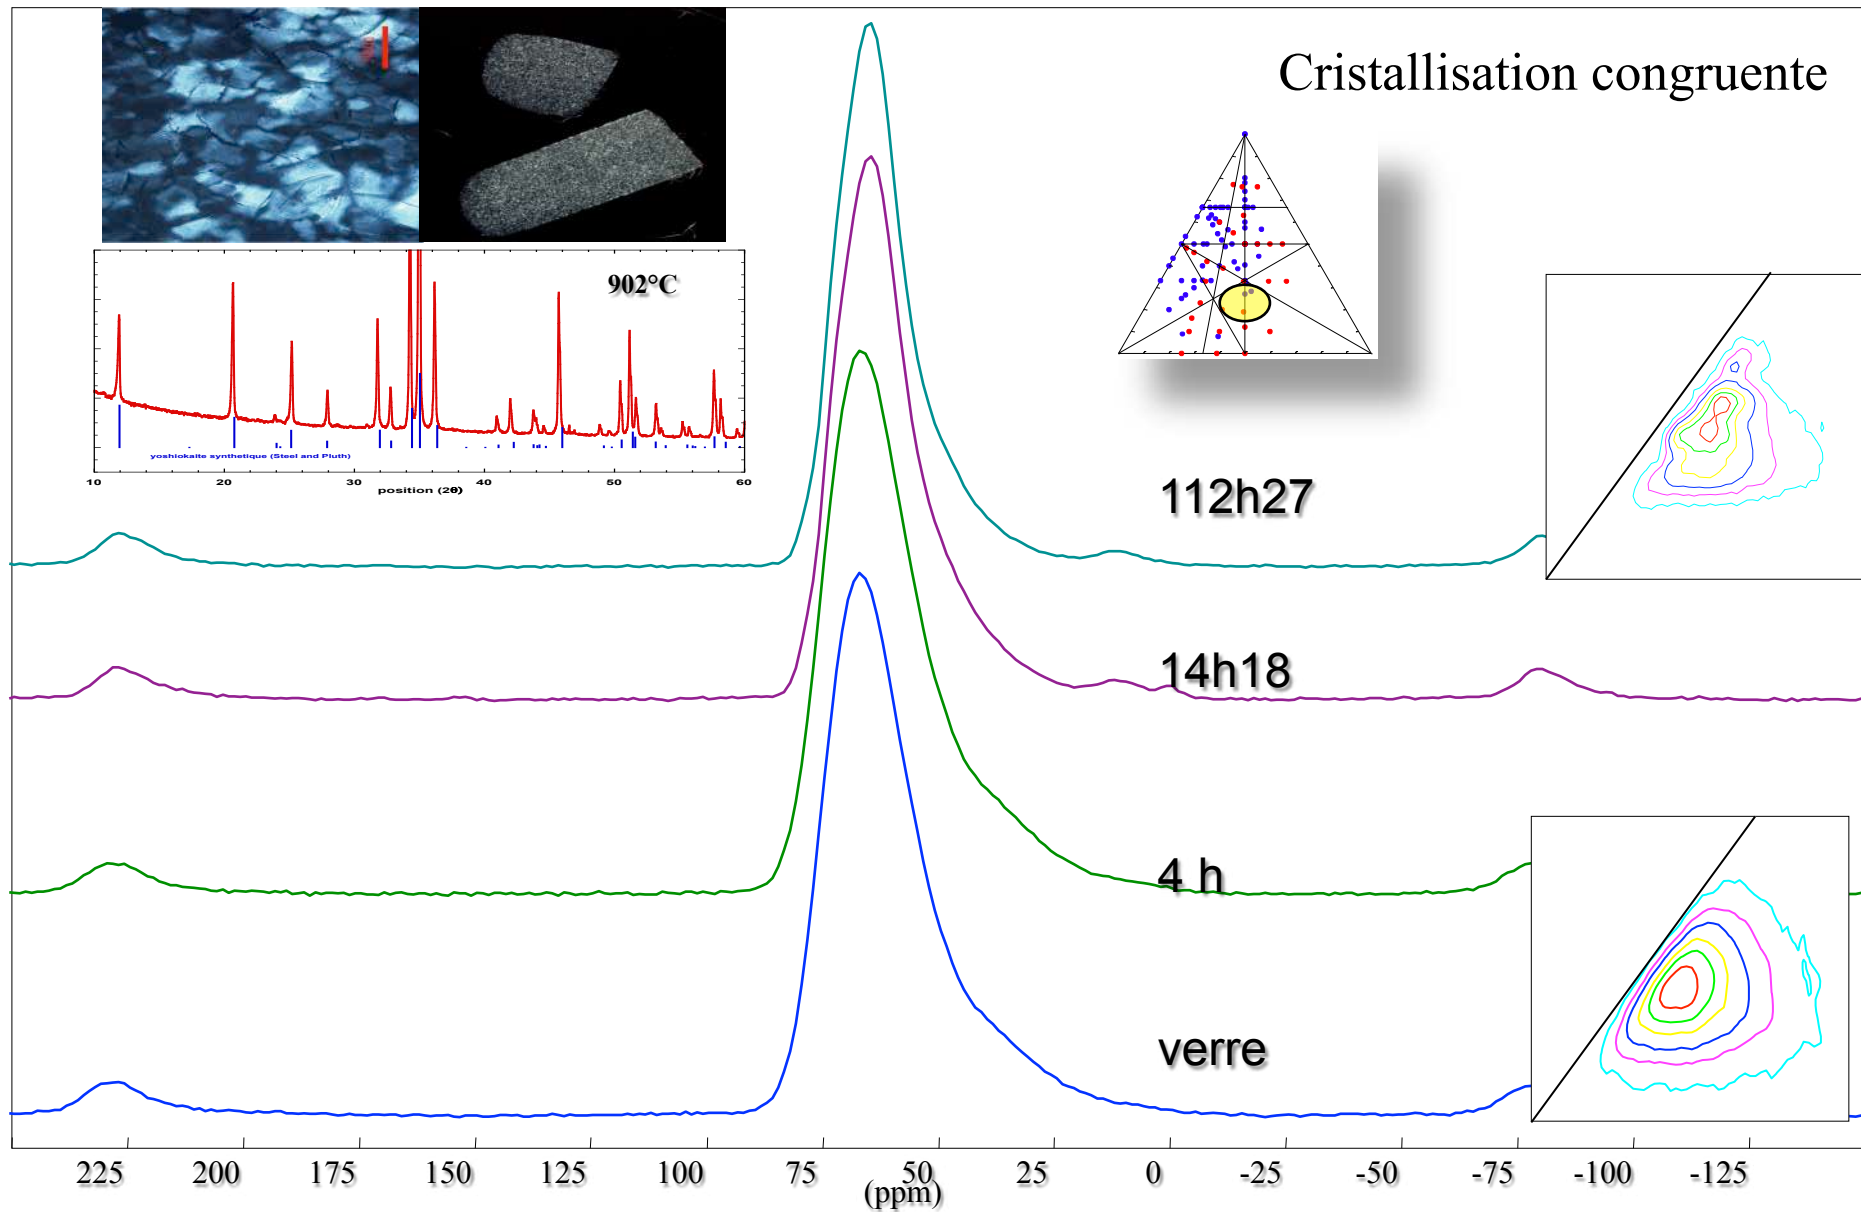 Cristallisation congruente
902°C
yoshiokaite synthetique (Steel and Pluth)
10 20 30 40 50 60
position (2θ)
112h27
14h18
4 h
verre
225 200 175 150 125 100 75 50 25 0 -25 -50 -75 -100 -125
(ppm)